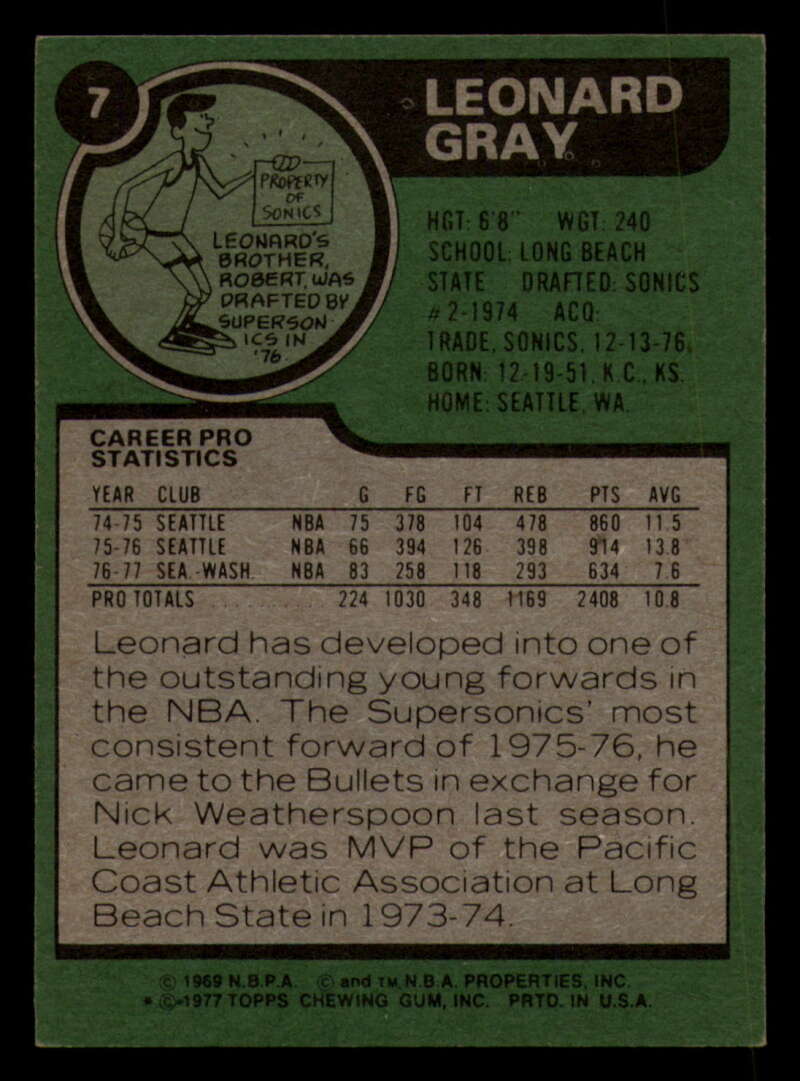 7
LEONARD
GRAY
PROPERTY
OF
SONICS
LEONARD'S
BROTHER,
ROBERT, WAS
DRAFTED BY
SUPERSON-
ICS IN
'76
HGT: 6'8" WGT: 240
SCHOOL: LONG BEACH
STATE DRAFTED: SONICS
#2-1974 ACQ:
TRADE, SONICS, 12-13-76.
BORN: 12-19-51, K.C., KS.
HOME: SEATTLE, WA.
CAREER PRO
STATISTICS
YEAR CLUB G FG FT REB PTS AVG
74-75 SEATTLE NBA 75 378 104 478 860 11.5
75-76 SEATTLE NBA 66 394 126 398 914 13.8
76-77 SEA.-WASH. NBA 83 258 118 293 634 7.6
PRO TOTALS .......... 224 1030 348 1169 2408 10.8
Leonard has developed into one of
the outstanding young forwards in
the NBA. The Supersonics' most
consistent forward of 1975-76, he
came to the Bullets in exchange for
Nick Weatherspoon last season.
Leonard was MVP of the Pacific
Coast Athletic Association at Long
Beach State in 1973-74.
© 1969 N.B.P.A. © and TM N.B.A. PROPERTIES, INC.
* © 1977 TOPPS CHEWING GUM, INC. PRTD. IN U.S.A.